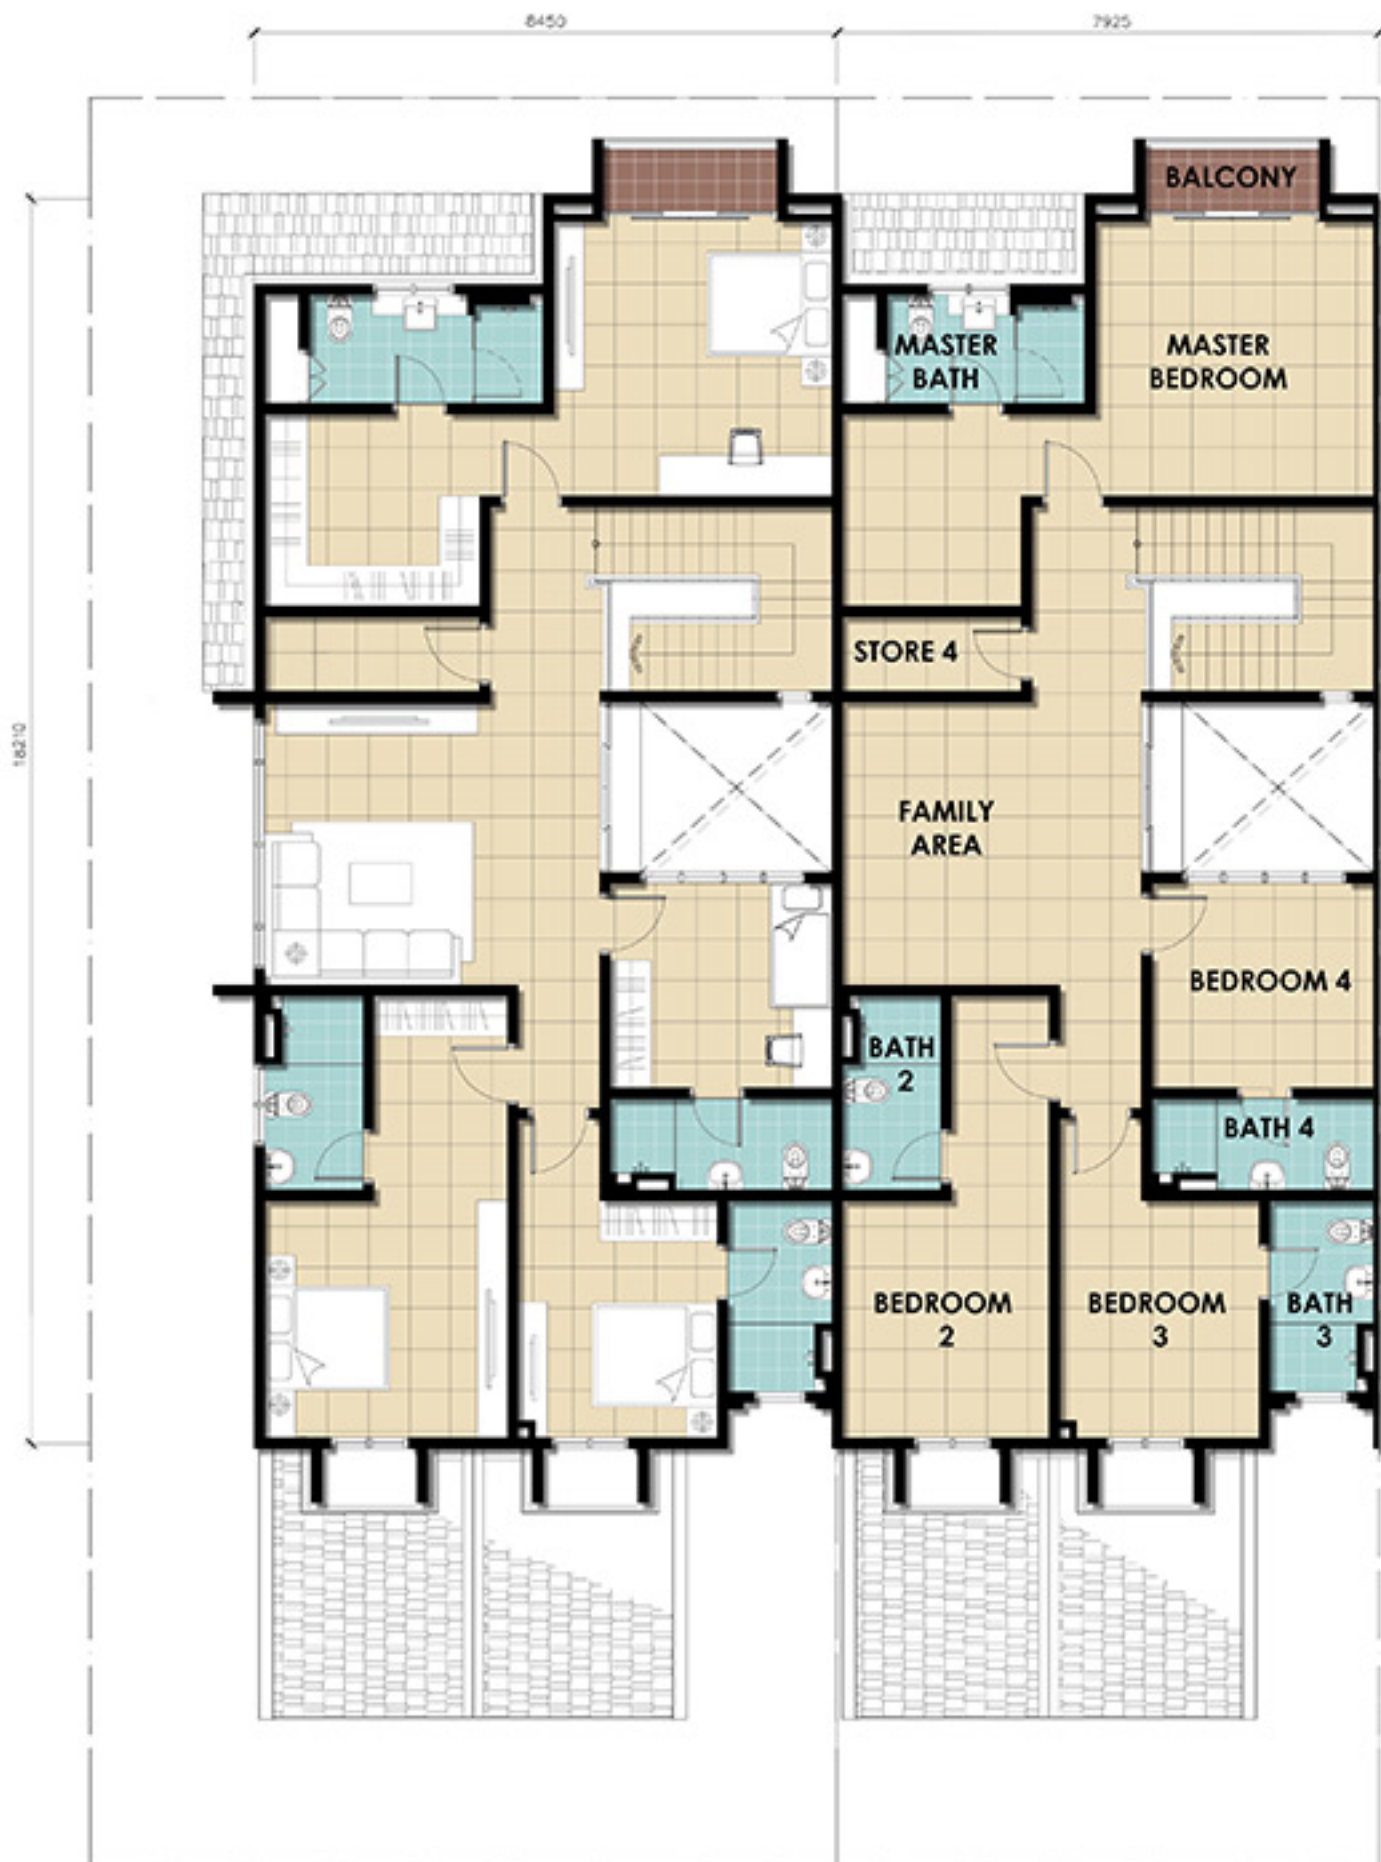 8450
7925
18210
BALCONY
MASTER
BATH
MASTER
BEDROOM
STORE 4
FAMILY
AREA
BEDROOM 4
BATH
2
BATH 4
BEDROOM
2
BEDROOM
3
BATH
3